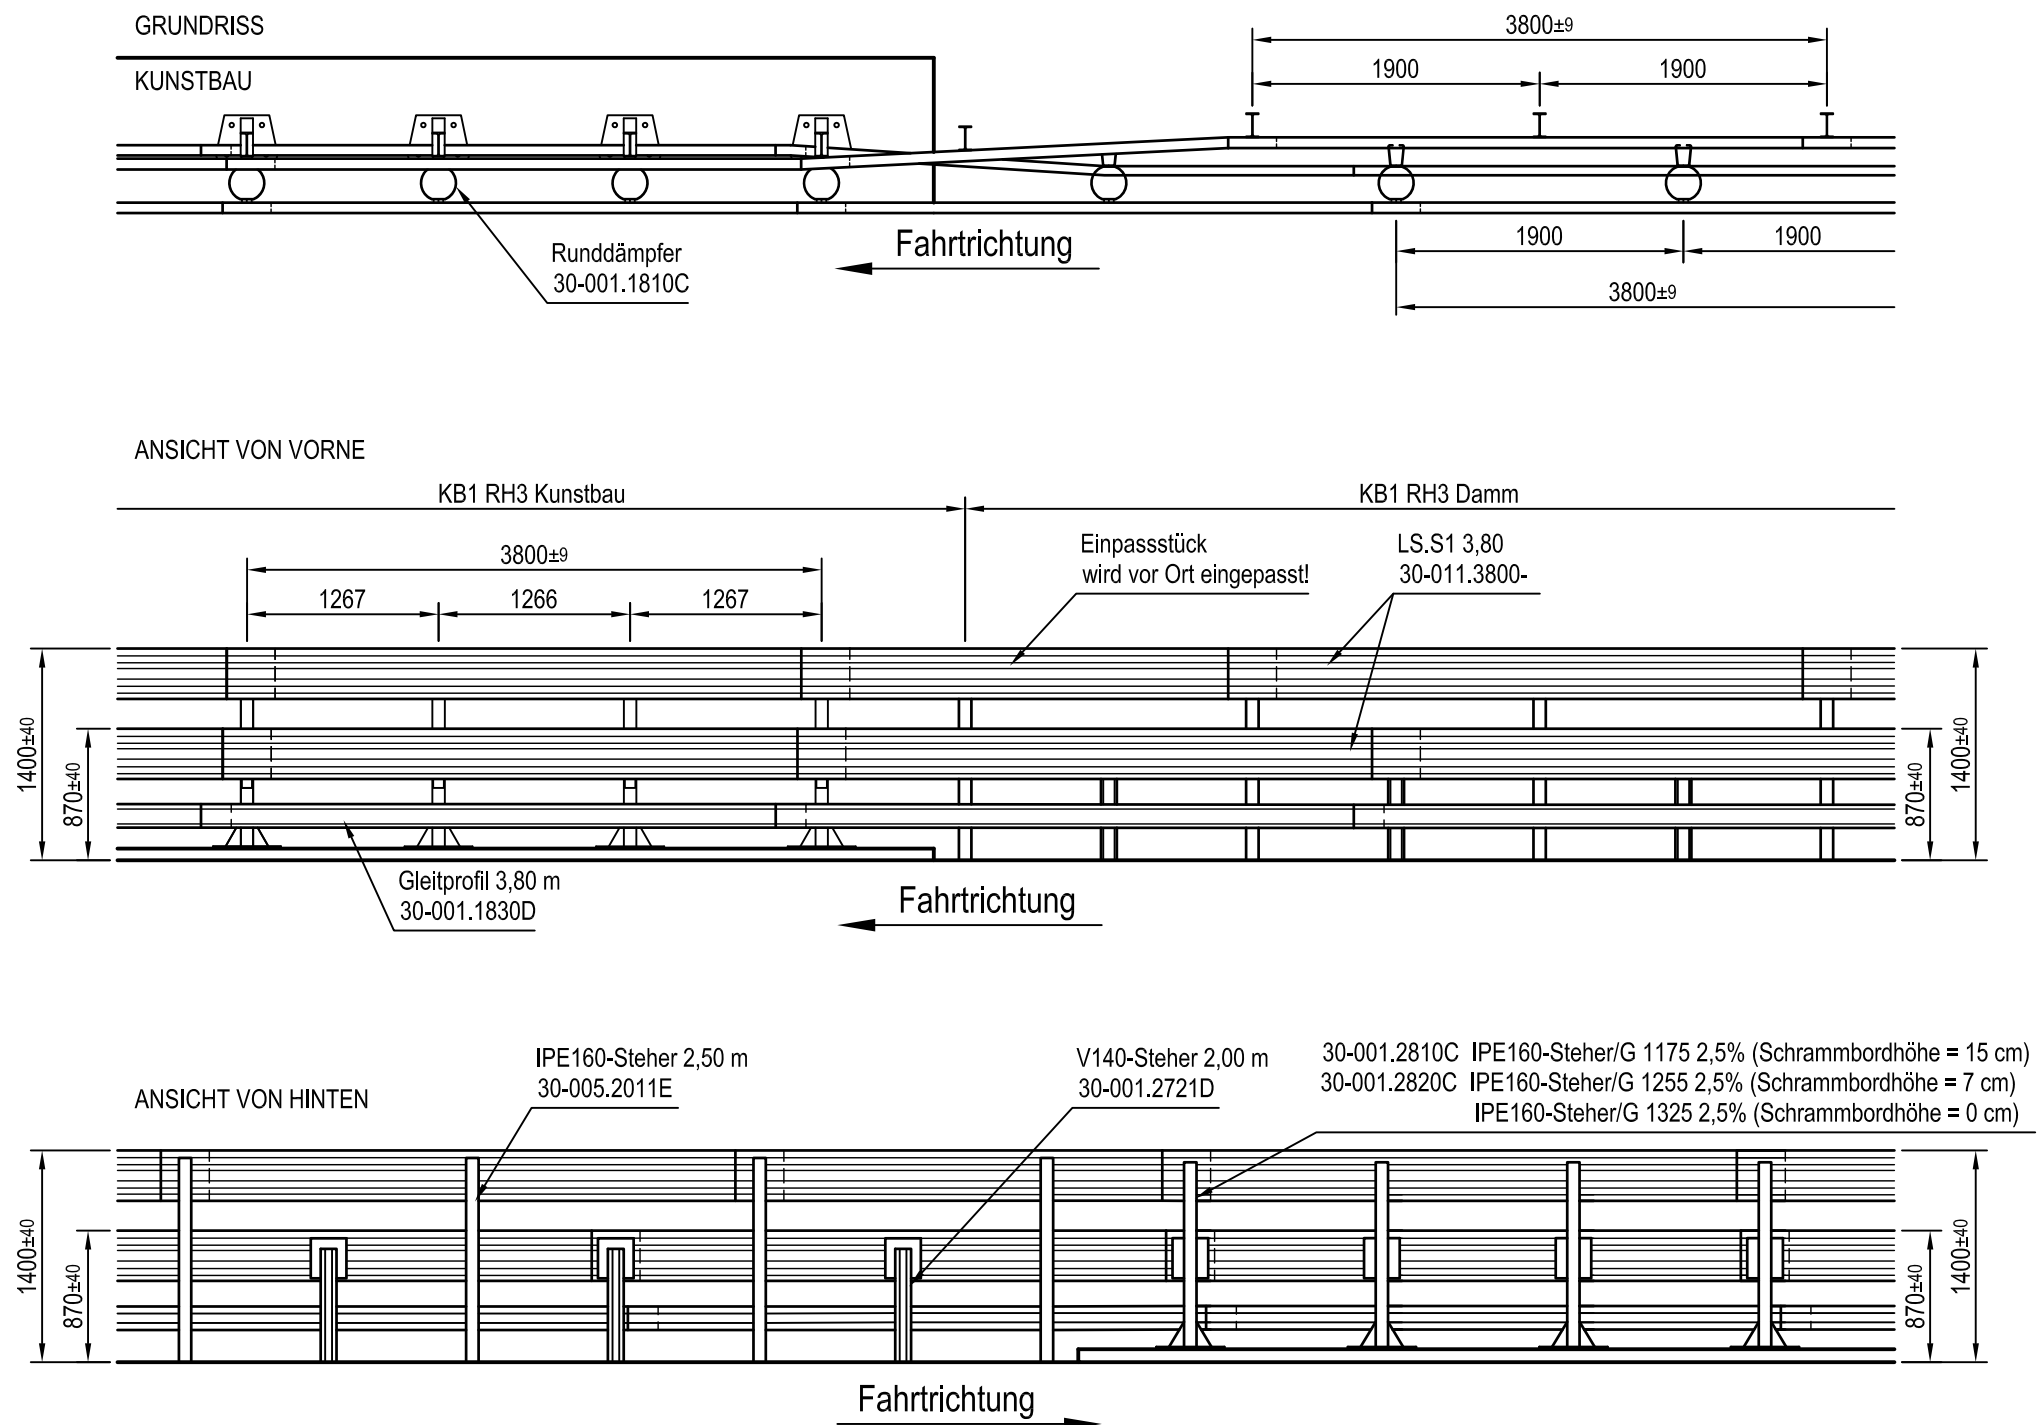 GRUNDRISS
KUNSTBAU
3800±9
1900
1900
Runddämpfer
30-001.1810C
Fahrtrichtung
1900
1900
3800±9
ANSICHT VON VORNE
KB1 RH3 Kunstbau
KB1 RH3 Damm
3800±9
1267
1266
1267
Einpassstück
wird vor Ort eingepasst!
LS.S1 3,80
30-011.3800-
1400±40
870±40
870±40
1400±40
Gleitprofil 3,80 m
30-001.1830D
Fahrtrichtung
ANSICHT VON HINTEN
IPE160-Steher 2,50 m
30-005.2011E
V140-Steher 2,00 m
30-001.2721D
30-001.2810C IPE160-Steher/G 1175 2,5% (Schrammbordhöhe = 15 cm)
30-001.2820C IPE160-Steher/G 1255 2,5% (Schrammbordhöhe = 7 cm)
IPE160-Steher/G 1325 2,5% (Schrammbordhöhe = 0 cm)
1400±40
870±40
870±40
1400±40
Fahrtrichtung